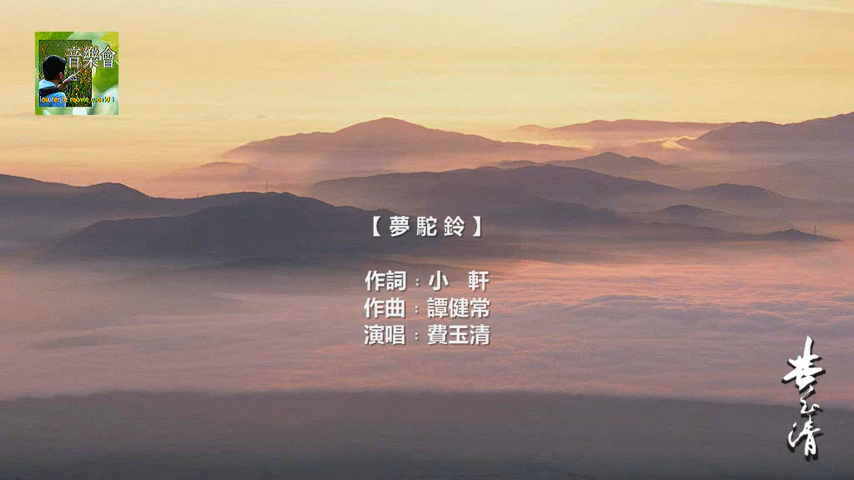 音樂會
【夢駝鈴】
作詞：小　軒
作曲：譚健常
演唱：費玉清
費玉清